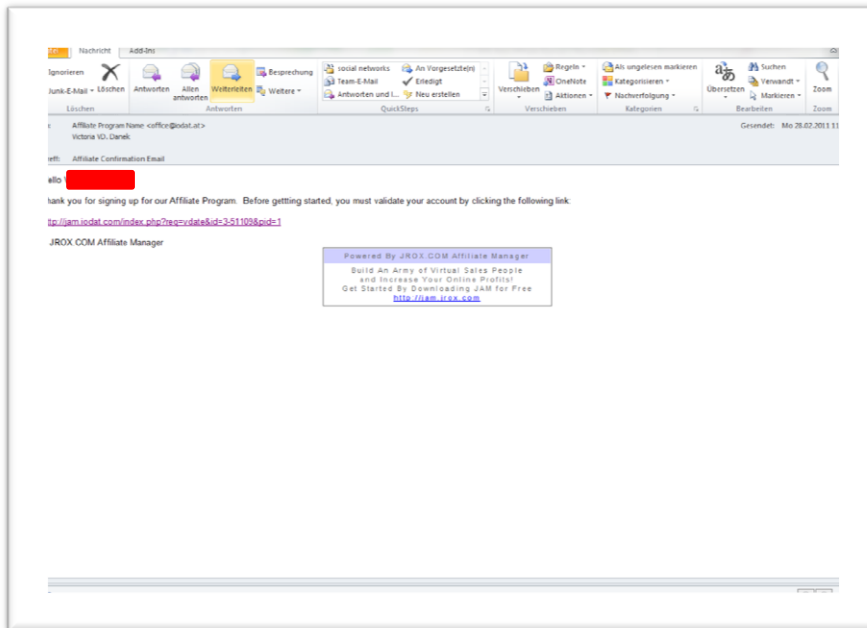 Nachricht Add-Ins
Ignorieren
Junk-E-Mail Löschen
Antworten Allen antworten Weiterleiten
Besprechung
Weitere
social networks An Vorgesetzte(n)
Team-E-Mail Erledigt
Antworten und l... Neu erstellen
Verschieben
Regeln
OneNote
Aktionen
Als ungelesen markieren
Kategorisieren
Nachverfolgung
Übersetzen
Suchen
Verwandt
Markieren
Zoom
Löschen Antworten QuickSteps Verschieben Kategorien Bearbeiten Zoom
Affiliate Program Name <office@iodat.at> Gesendet: Mo 28.02.2011 11
Victoria VD. Danek
Affiliate Confirmation Email
ello
hank you for signing up for our Affiliate Program. Before gettting started, you must validate your account by clicking the following link:
tp://jam.iodat.com/index.php?req=vdate&id=3-51109&pid=1
JROX.COM Affiliate Manager
Powered By JROX.COM Affiliate Manager
Build An Army of Virtual Sales People
and Increase Your Online Profits!
Get Started By Downloading JAM for Free
http://jam.jrox.com